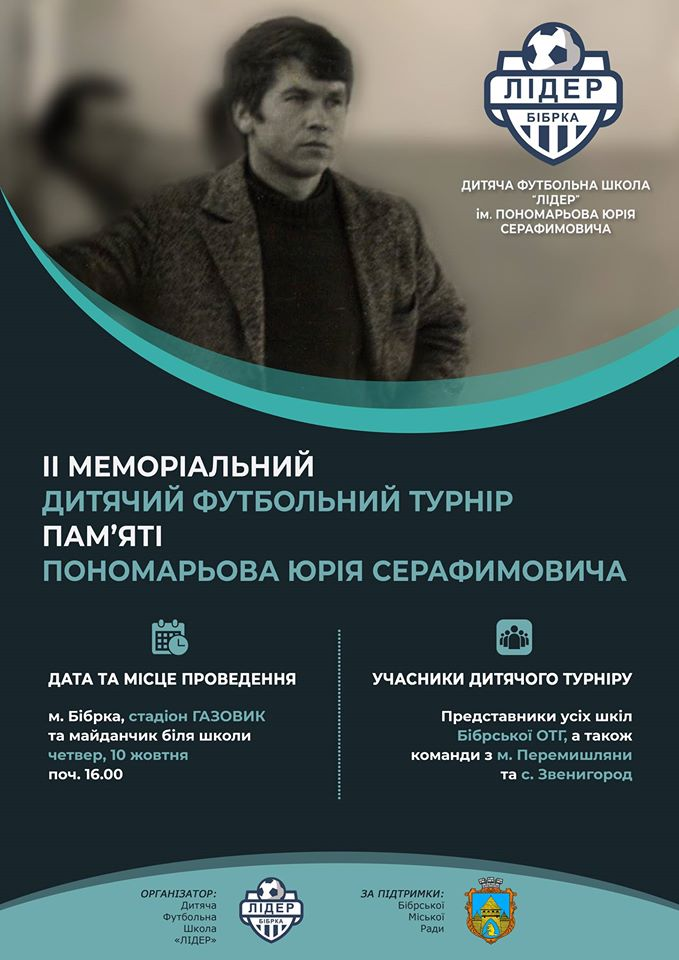 ЛІДЕР
БІБРКА
ДИТЯЧА ФУТБОЛЬНА ШКОЛА
"ЛІДЕР"
ім. ПОНОМАРЬОВА ЮРІЯ
СЕРАФИМОВИЧА
ІІ МЕМОРІАЛЬНИЙ
ДИТЯЧИЙ ФУТБОЛЬНИЙ ТУРНІР
ПАМ'ЯТІ
ПОНОМАРЬОВА ЮРІЯ СЕРАФИМОВИЧА
ДАТА ТА МІСЦЕ ПРОВЕДЕННЯ
м. Бібрка, стадіон ГАЗОВИК
та майданчик біля школи
четвер, 10 жовтня
поч. 16.00
УЧАСНИКИ ДИТЯЧОГО ТУРНІРУ
Представники усіх шкіл
Бібрської ОТГ, а також
команди з м. Перемишляни
та с. Звенигород
ОРГАНІЗАТОР:
Дитяча
Футбольна
Школа
«ЛІДЕР»
ЛІДЕР
БІБРКА
ЗА ПІДТРИМКИ:
Бібрської
Міської
Ради